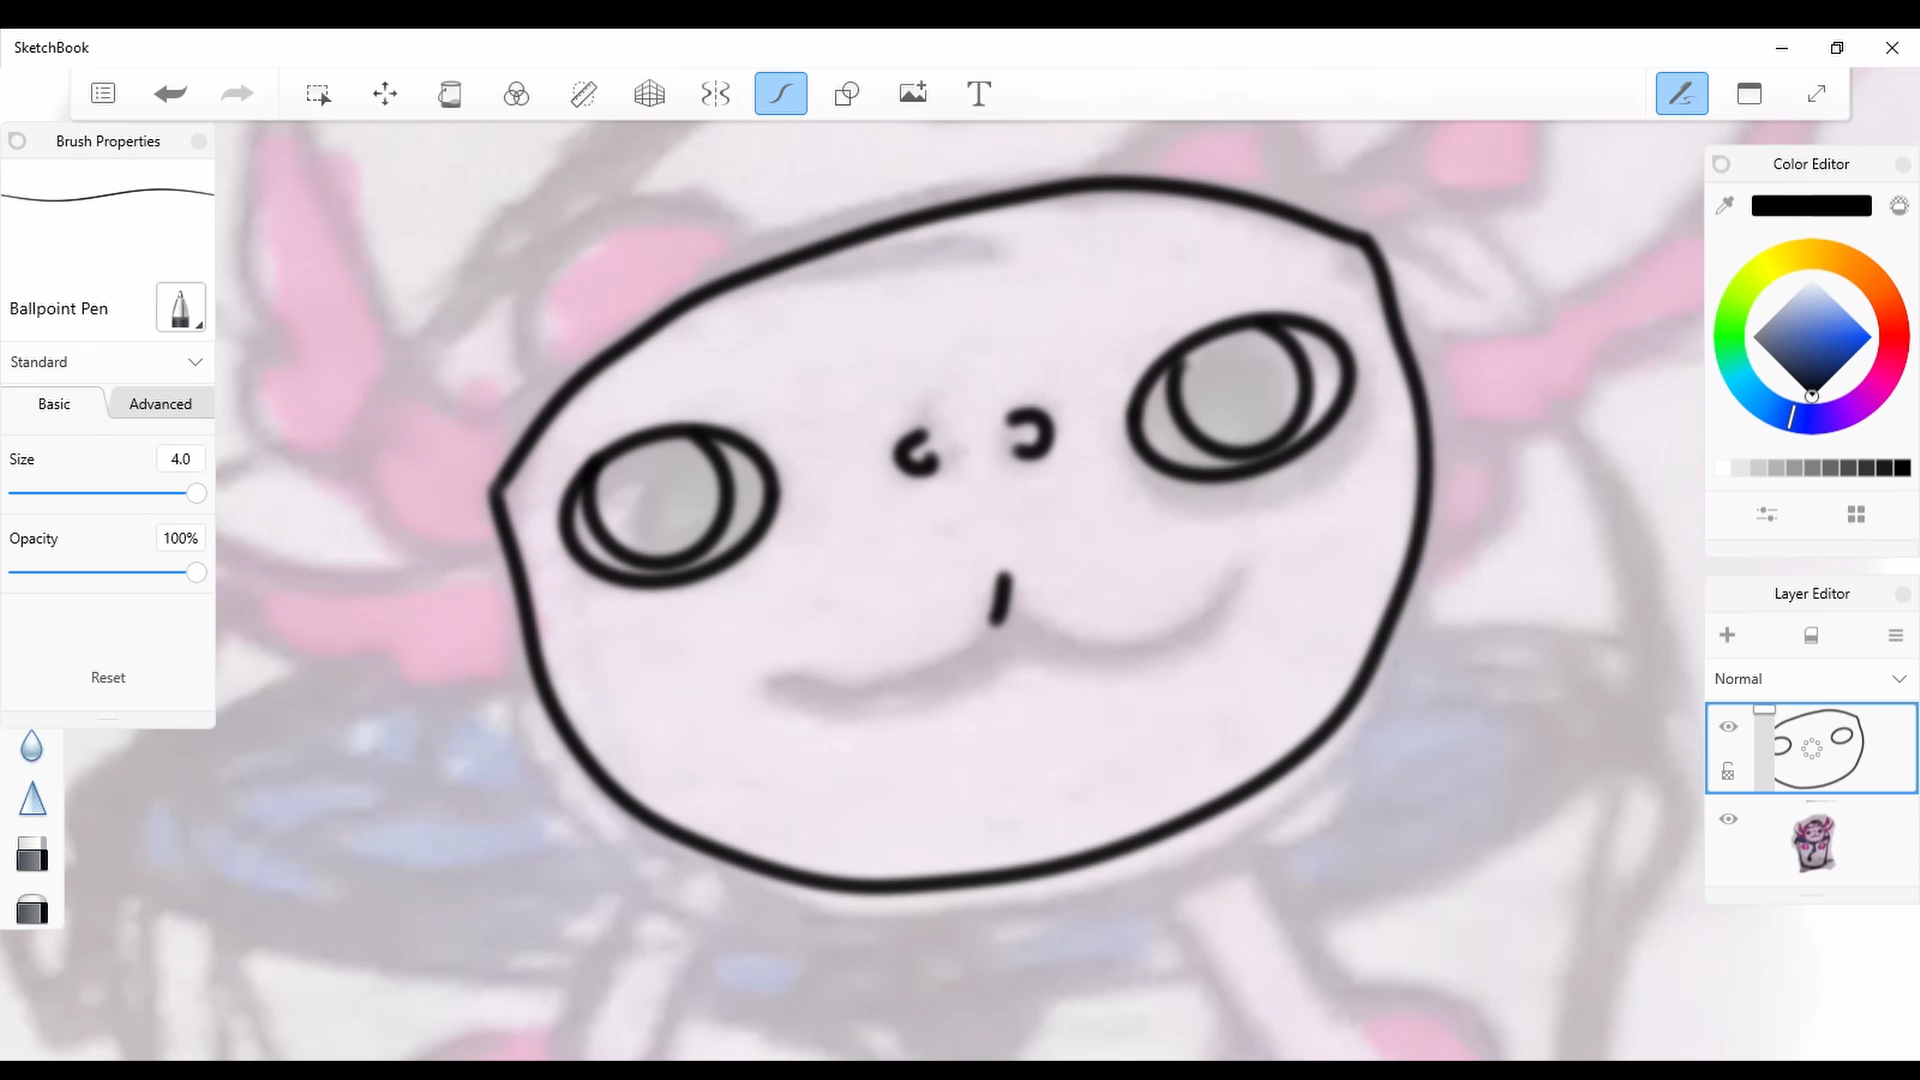 SketchBook
Brush Properties
Ballpoint Pen
Standard
Basic Advanced
Size 4.0
Opacity 100%
Reset
Color Editor
Layer Editor
Normal